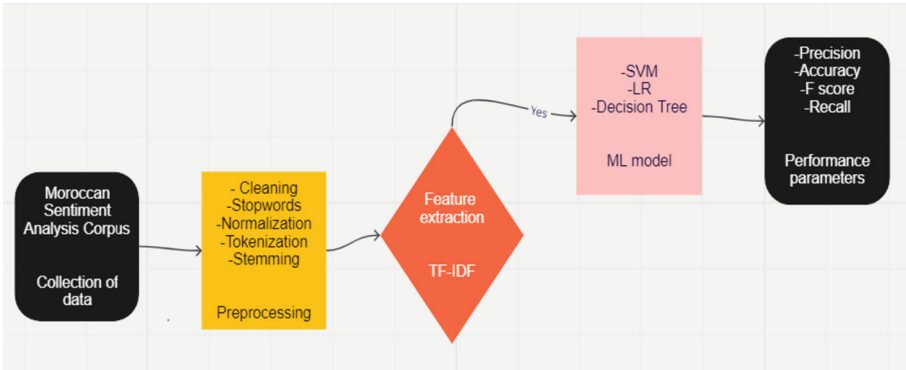 Moroccan
Sentiment
Analysis Corpus
Collection of
data
- Cleaning
-Stopwords
-Normalization
-Tokenization
-Stemming
Preprocessing
Feature
extraction
TF-IDF
Yes
-SVM
-LR
-Decision Tree
ML model
-Precision
-Accuracy
-F score
-Recall
Performance
parameters